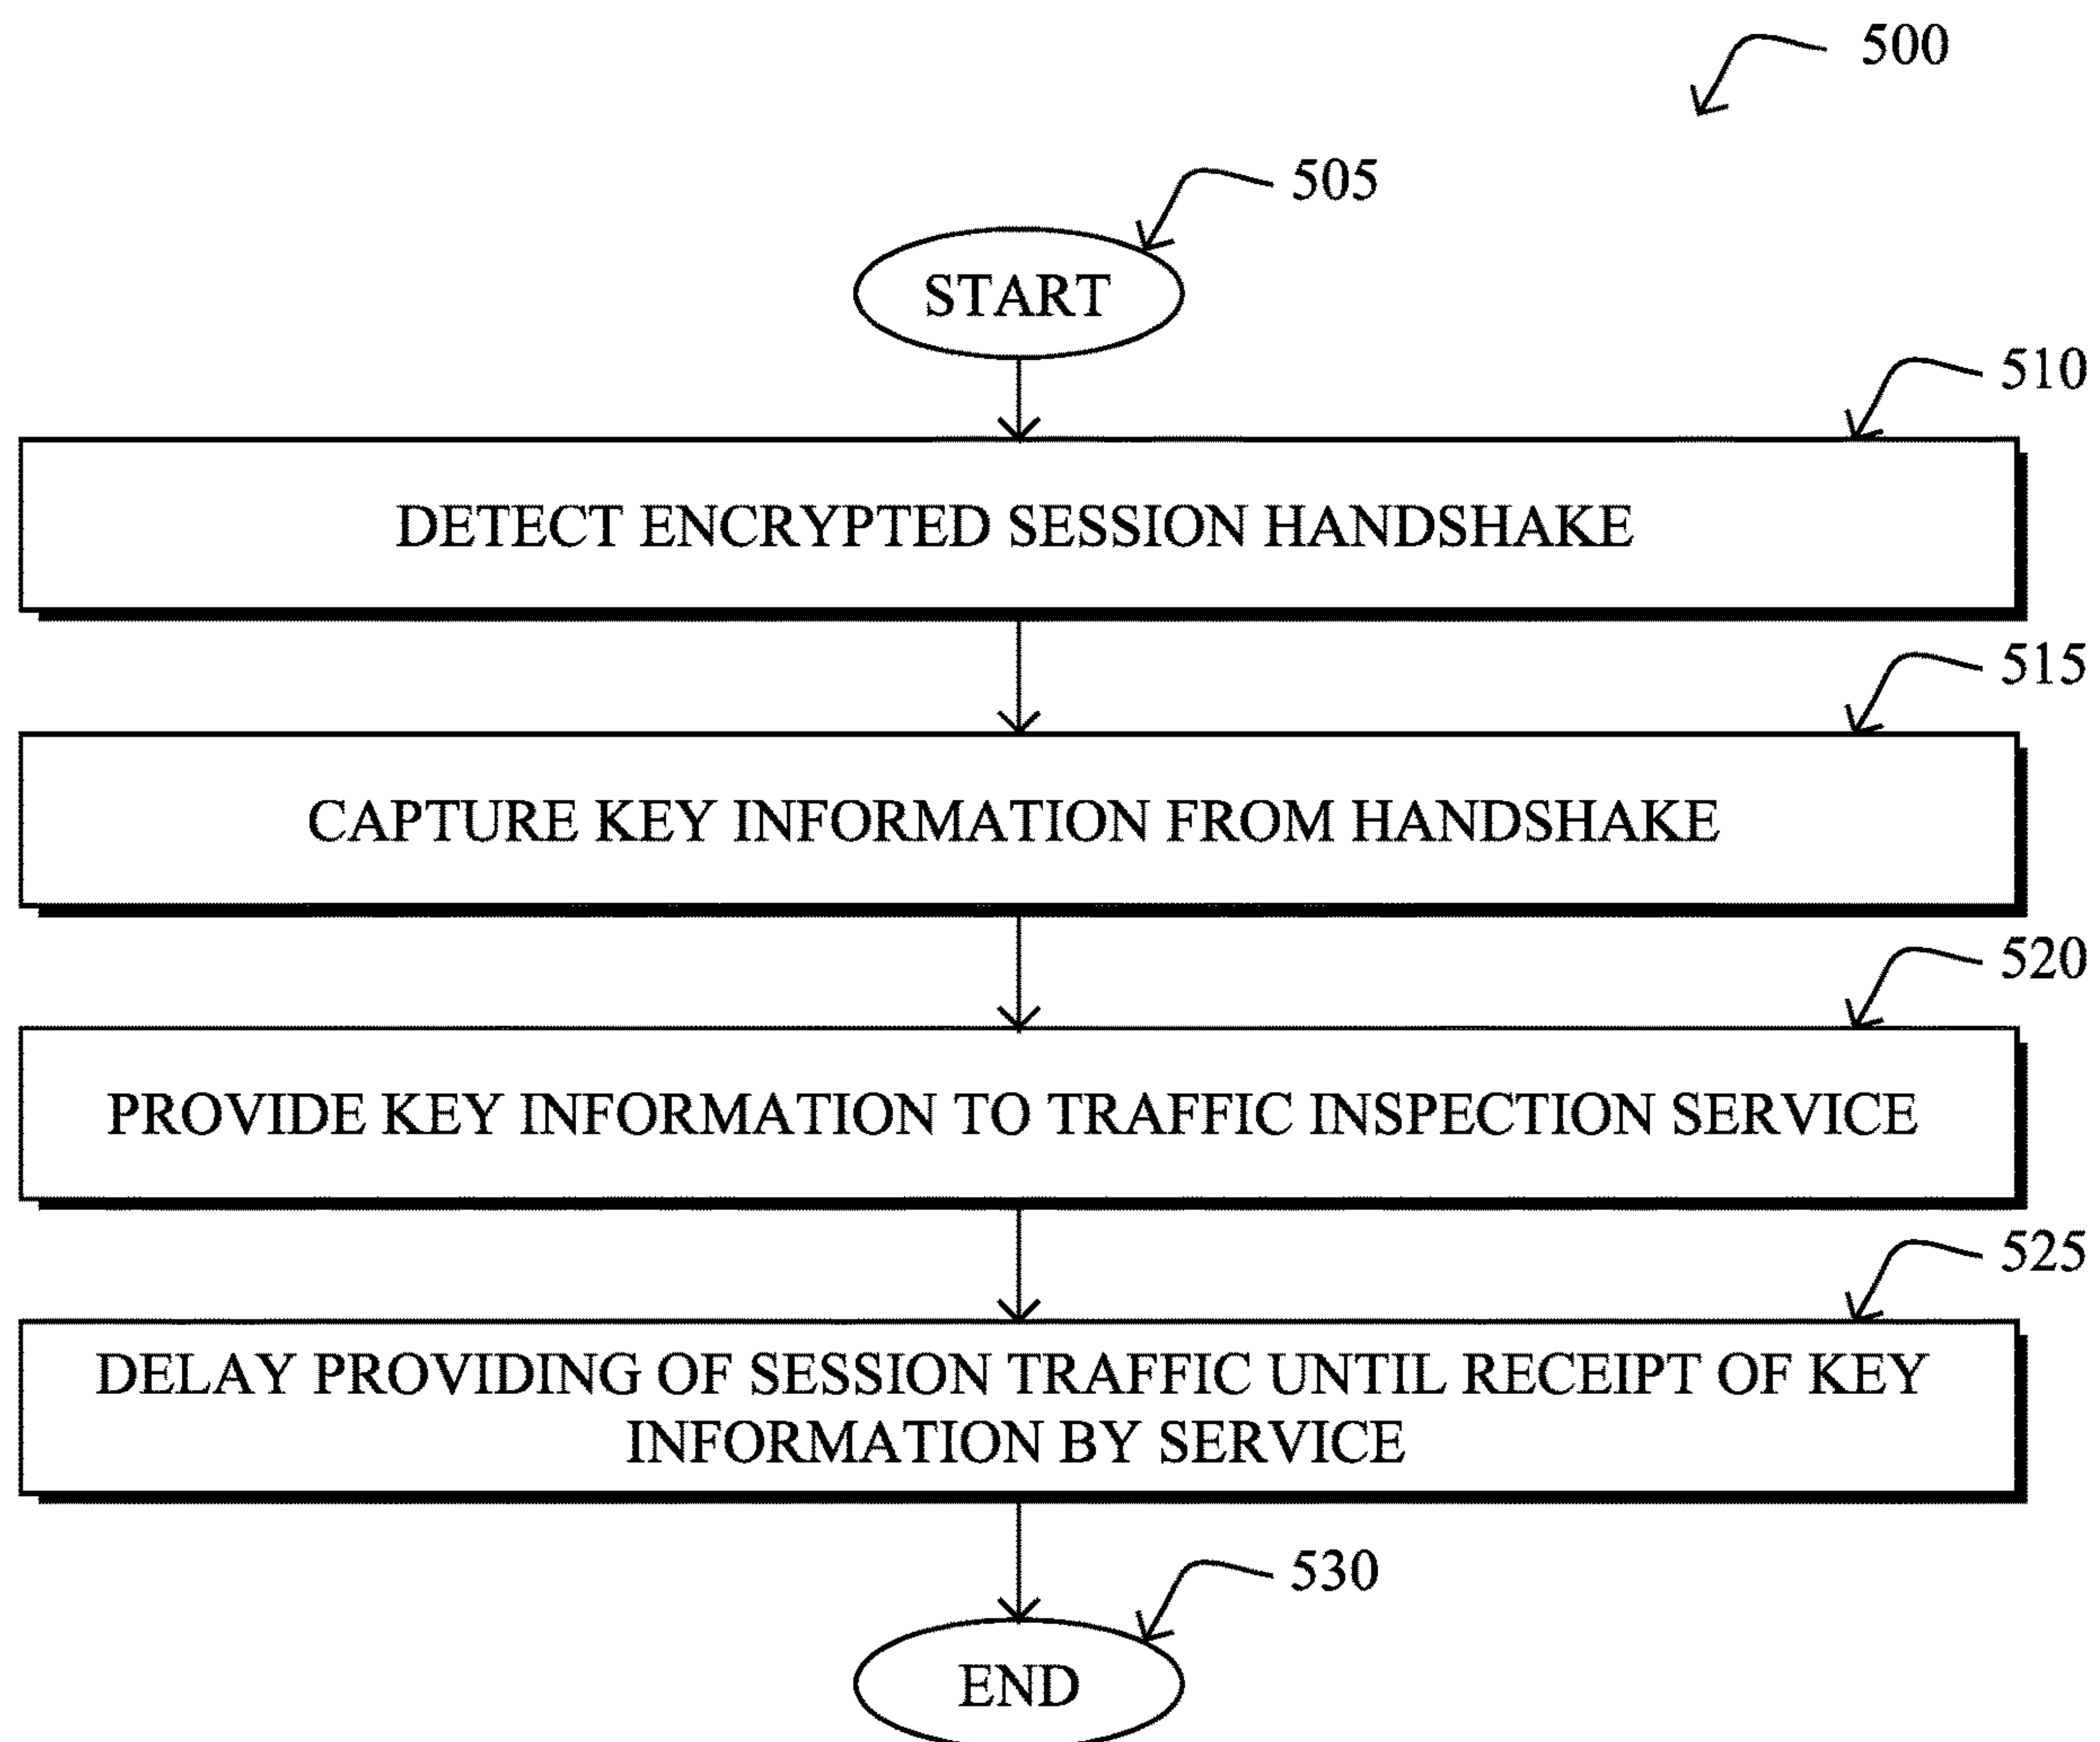 500
505
START
510
DETECT ENCRYPTED SESSION HANDSHAKE
515
CAPTURE KEY INFORMATION FROM HANDSHAKE
520
PROVIDE KEY INFORMATION TO TRAFFIC INSPECTION SERVICE
525
DELAY PROVIDING OF SESSION TRAFFIC UNTIL RECEIPT OF KEY
INFORMATION BY SERVICE
530
END